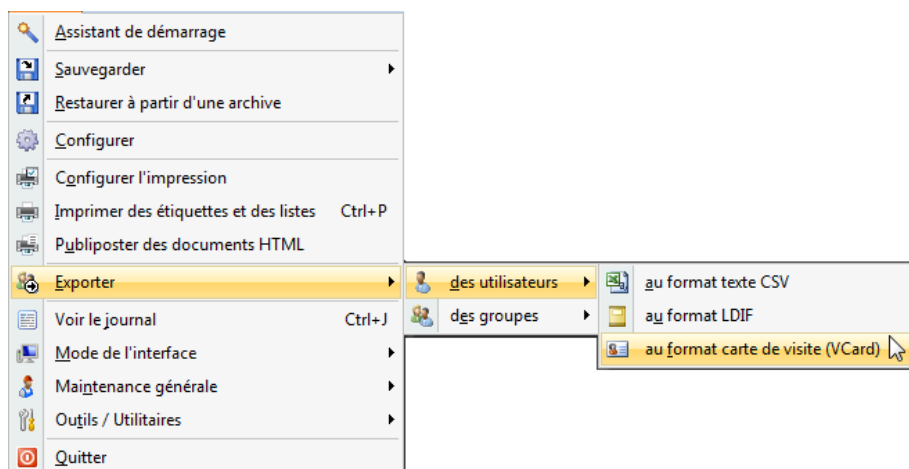 Assistant de démarrage
Sauvegarder
Restaurer à partir d'une archive
Configurer
Configurer l'impression
Imprimer des étiquettes et des listes Ctrl+P
Publiposter des documents HTML
Exporter
des utilisateurs
au format texte CSV
des groupes
au format LDIF
au format carte de visite (VCard)
Voir le journal Ctrl+J
Mode de l'interface
Maintenance générale
Outils / Utilitaires
Quitter